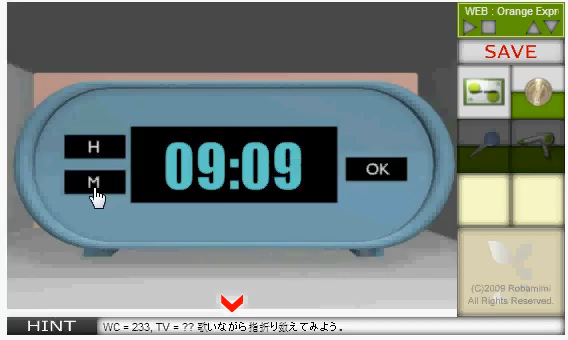 WEB : Orange Expr
SAVE
H
09:09
M
OK
(C)2009 Robamimi
All Rights Reserved.
HINT
WC = 233, TV = ?? 歌いながら指折り数えてみよう。